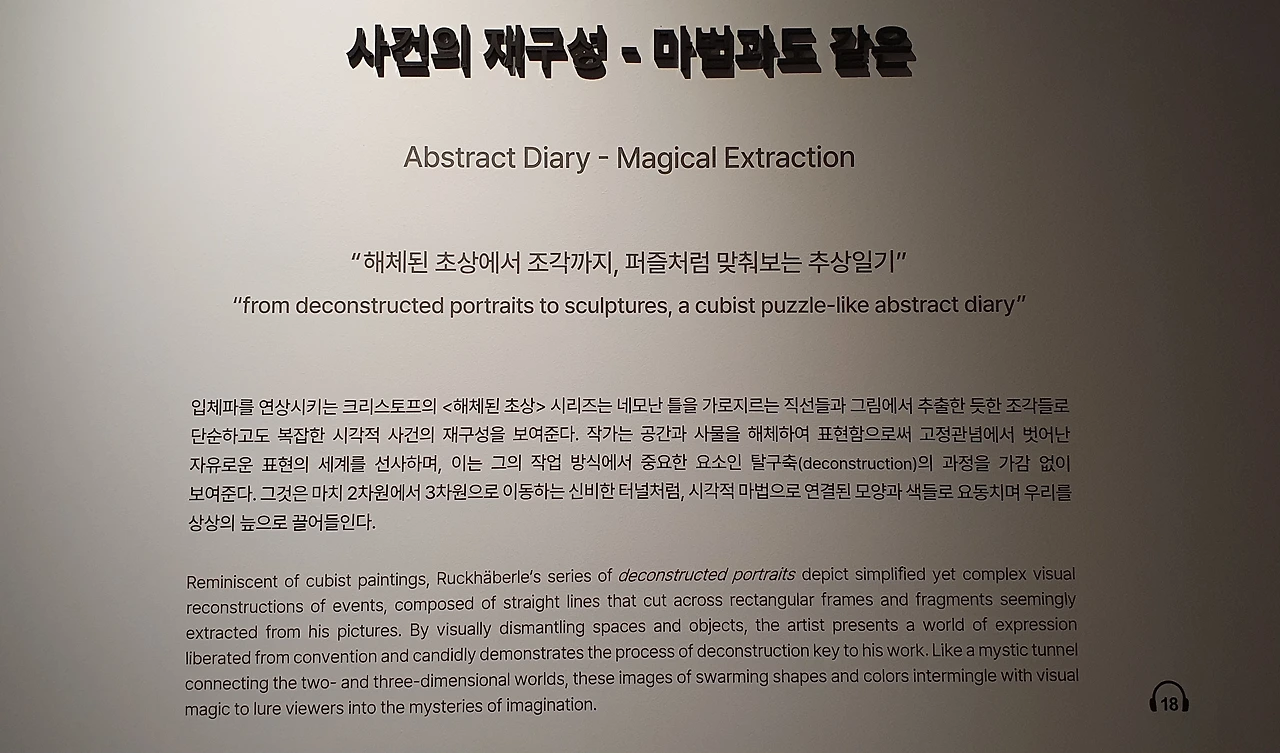 사건의 재구성 - 마법과도 같은
Abstract Diary - Magical Extraction
“해체된 초상에서 조각까지, 퍼즐처럼 맞춰보는 추상일기”
“from deconstructed portraits to sculptures, a cubist puzzle-like abstract diary”
입체파를 연상시키는 크리스토프의 <해체된 초상> 시리즈는 네모난 틀을 가로지르는 직선들과 그림에서 추출한 듯한 조각들로
단순하고도 복잡한 시각적 사건의 재구성을 보여준다. 작가는 공간과 사물을 해체하여 표현함으로써 고정관념에서 벗어난
자유로운 표현의 세계를 선사하며, 이는 그의 작업 방식에서 중요한 요소인 탈구축(deconstruction)의 과정을 가감 없이
보여준다. 그것은 마치 2차원에서 3차원으로 이동하는 신비한 터널처럼, 시각적 마법으로 연결된 모양과 색들로 요동치며 우리를
상상의 늪으로 끌어들인다.
Reminiscent of cubist paintings, Ruckhäberle’s series of deconstructed portraits depict simplified yet complex visual
reconstructions of events, composed of straight lines that cut across rectangular frames and fragments seemingly
extracted from his pictures. By visually dismantling spaces and objects, the artist presents a world of expression
liberated from convention and candidly demonstrates the process of deconstruction key to his work. Like a mystic tunnel
connecting the two- and three-dimensional worlds, these images of swarming shapes and colors intermingle with visual
magic to lure viewers into the mysteries of imagination.
18